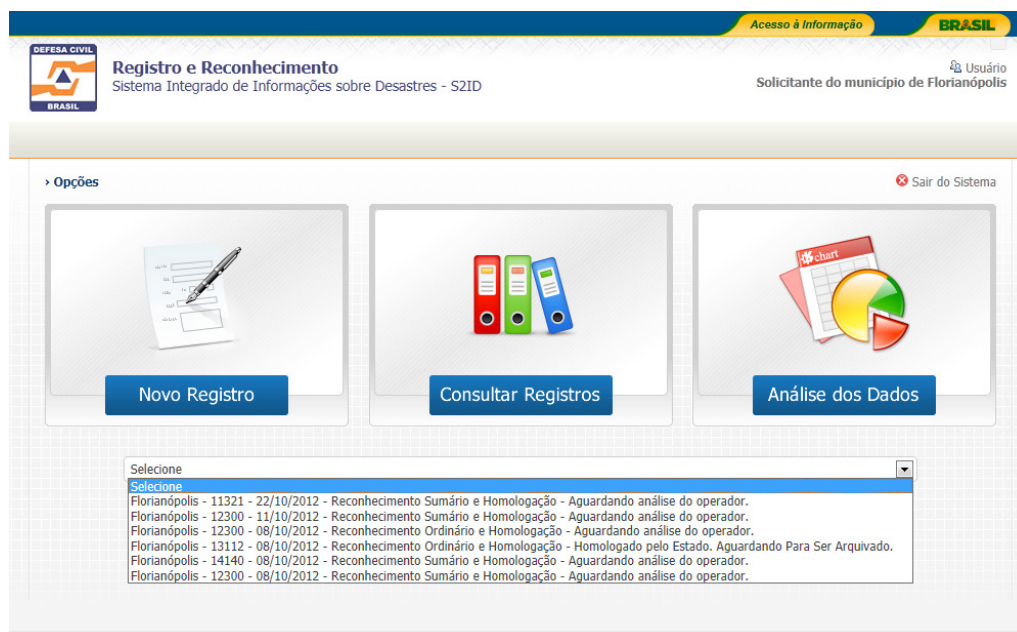 Acesso à Informação
BRASIL
DEFESA CIVIL
BRASIL
Registro e Reconhecimento
Sistema Integrado de Informações sobre Desastres - S2ID
Usuário
Solicitante do município de Florianópolis
› Opções
Sair do Sistema
chart
Novo Registro
Consultar Registros
Análise dos Dados
Selecione
Selecione
Florianópolis - 11321 - 22/10/2012 - Reconhecimento Sumário e Homologação - Aguardando análise do operador.
Florianópolis - 12300 - 11/10/2012 - Reconhecimento Sumário e Homologação - Aguardando análise do operador.
Florianópolis - 12300 - 08/10/2012 - Reconhecimento Ordinário e Homologação - Aguardando análise do operador.
Florianópolis - 13112 - 08/10/2012 - Reconhecimento Ordinário e Homologação - Homologado pelo Estado. Aguardando Para Ser Arquivado.
Florianópolis - 14140 - 08/10/2012 - Reconhecimento Sumário e Homologação - Aguardando análise do operador.
Florianópolis - 12300 - 08/10/2012 - Reconhecimento Sumário e Homologação - Aguardando análise do operador.